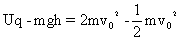 Uq - mgh = 2mv₀² - 1/2 mv₀²